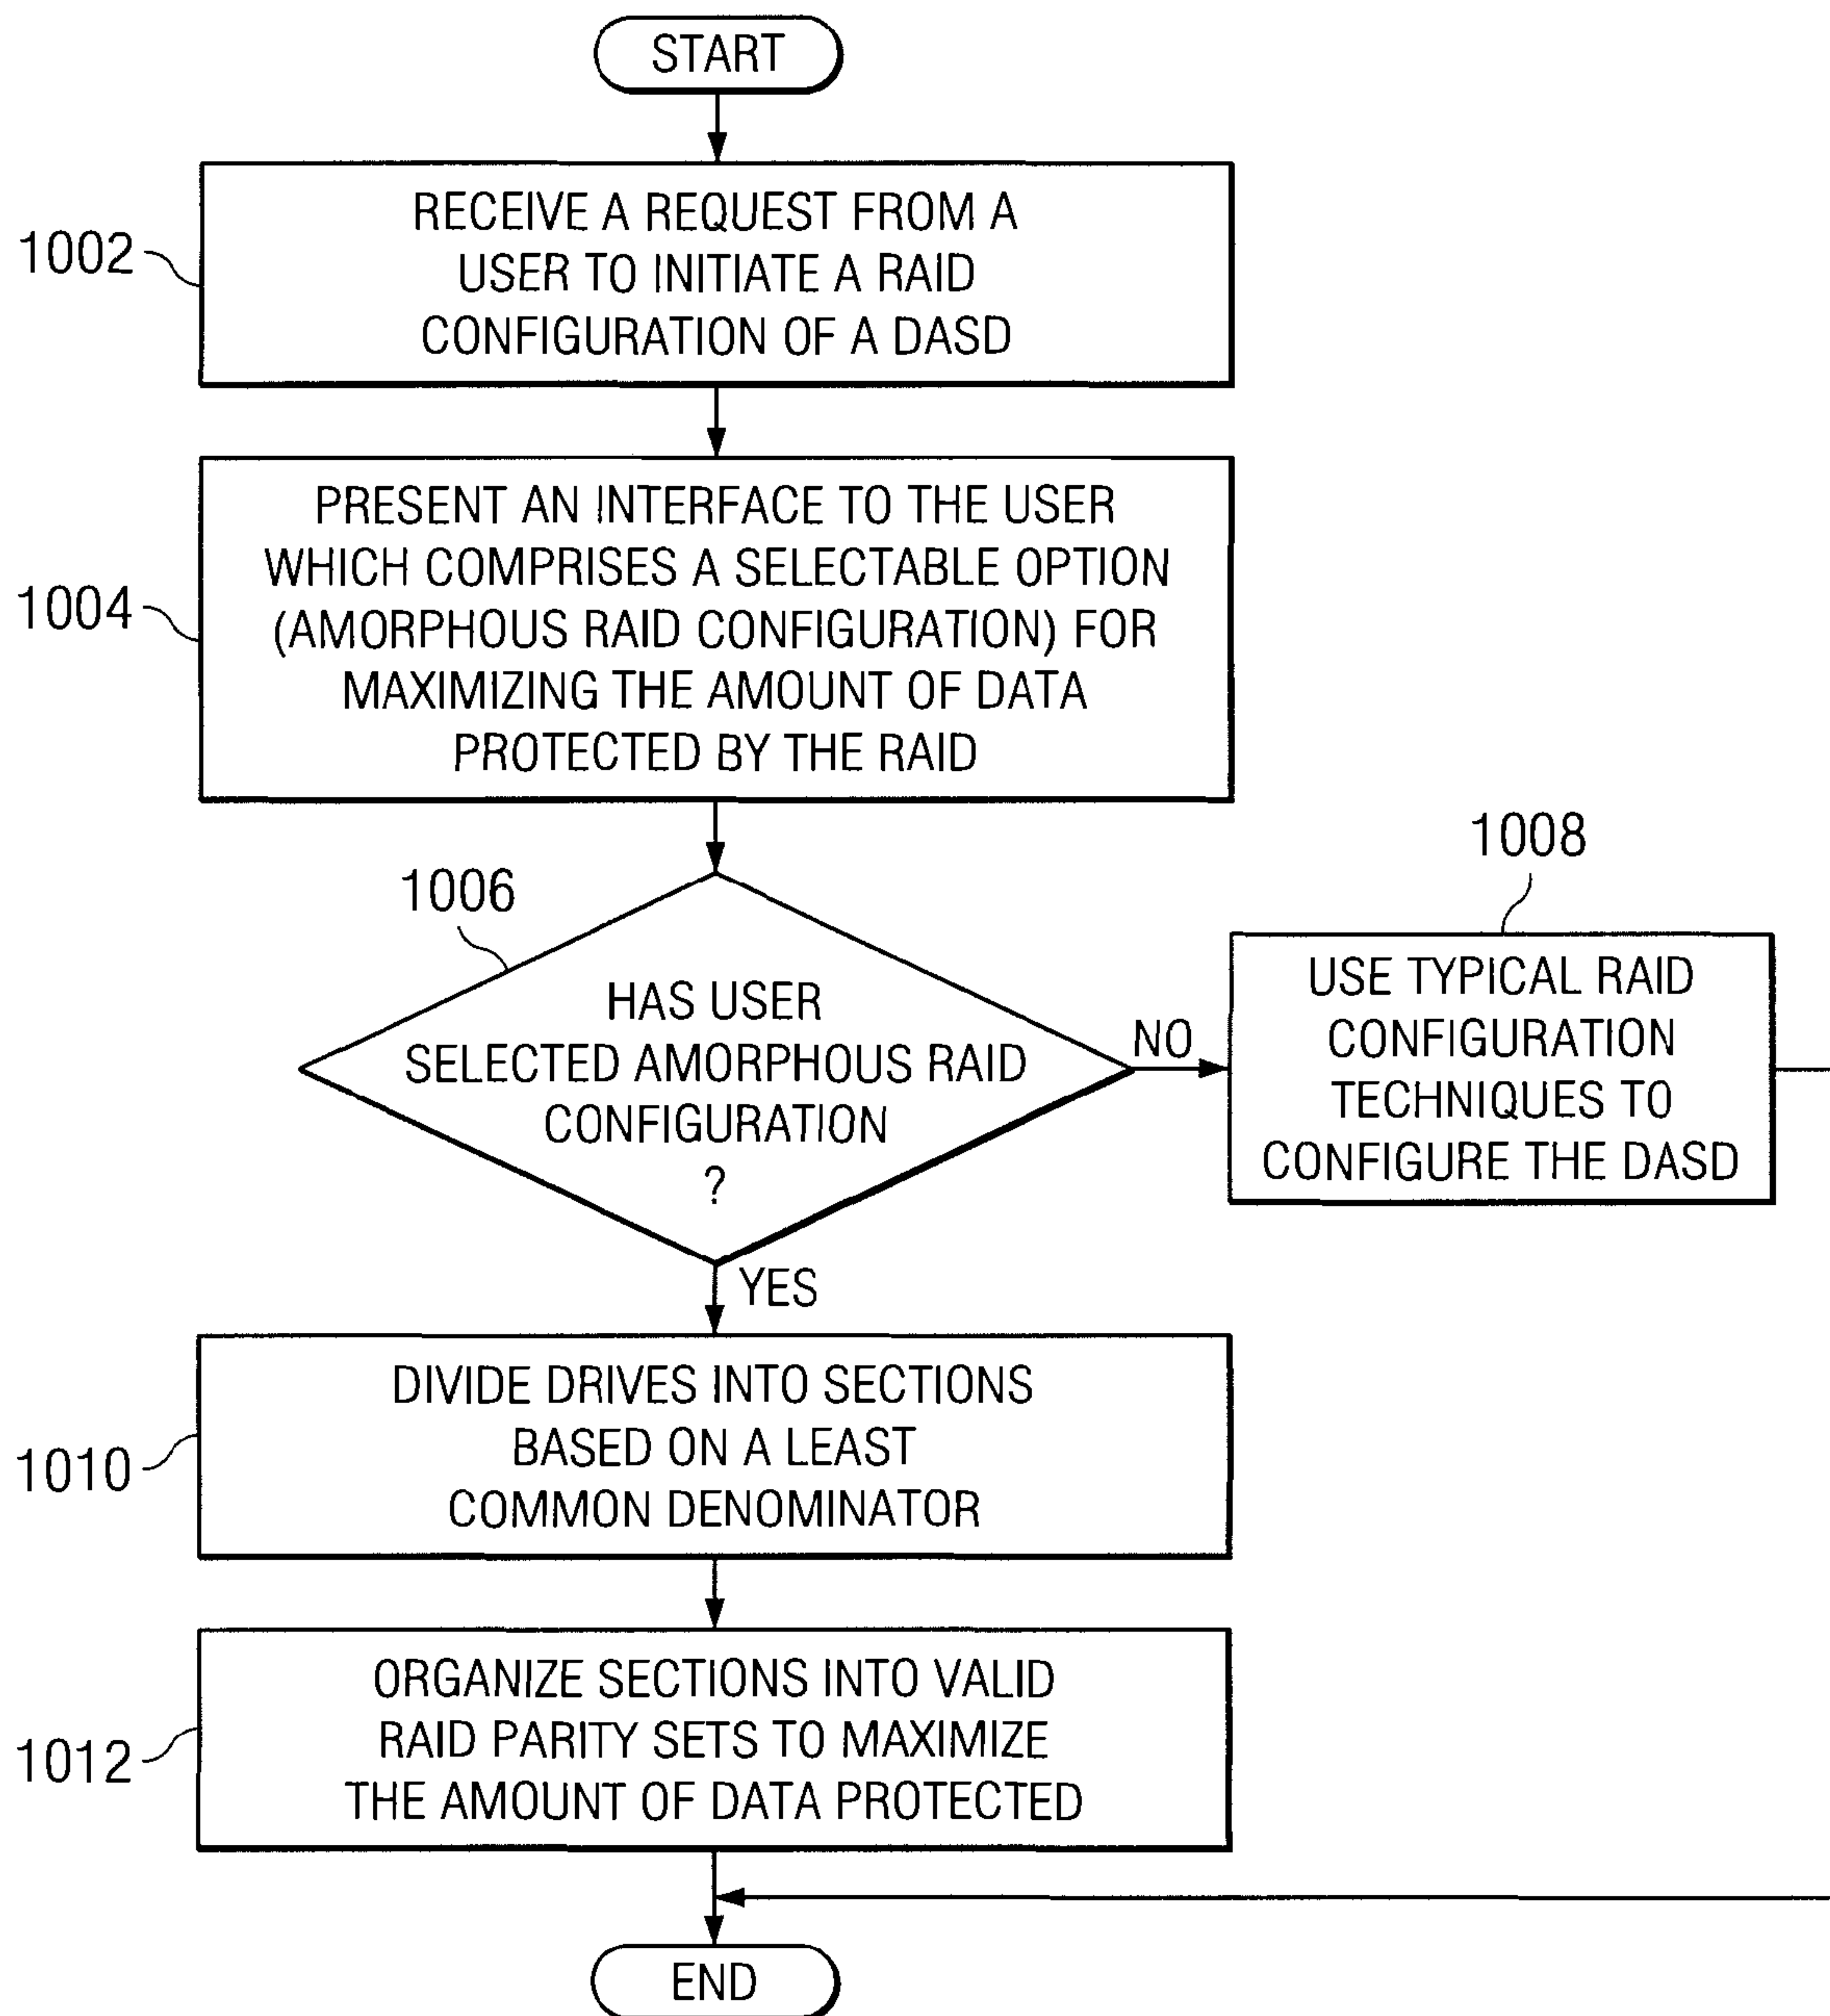 START
1002
RECEIVE A REQUEST FROM A
USER TO INITIATE A RAID
CONFIGURATION OF A DASD
1004
PRESENT AN INTERFACE TO THE USER
WHICH COMPRISES A SELECTABLE OPTION
(AMORPHOUS RAID CONFIGURATION) FOR
MAXIMIZING THE AMOUNT OF DATA
PROTECTED BY THE RAID
1006
HAS USER
SELECTED AMORPHOUS RAID
CONFIGURATION
?
NO
1008
USE TYPICAL RAID
CONFIGURATION
TECHNIQUES TO
CONFIGURE THE DASD
YES
1010
DIVIDE DRIVES INTO SECTIONS
BASED ON A LEAST
COMMON DENOMINATOR
1012
ORGANIZE SECTIONS INTO VALID
RAID PARITY SETS TO MAXIMIZE
THE AMOUNT OF DATA PROTECTED
END